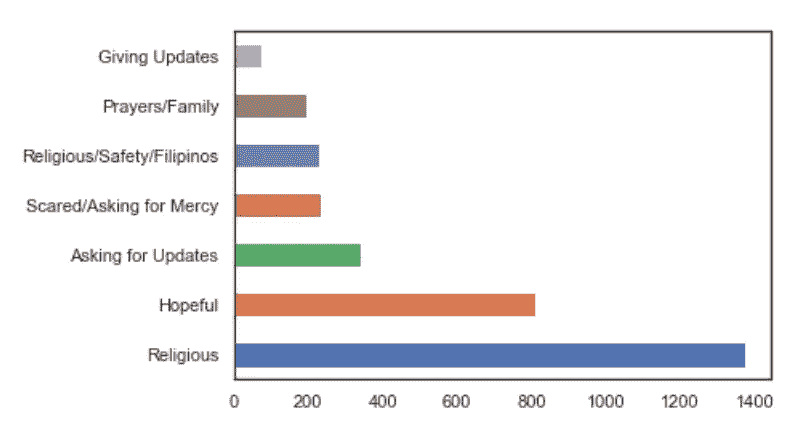 Giving Updates
Prayers/Family
Religious/Safety/Filipinos
Scared/Asking for Mercy
Asking for Updates
Hopeful
Religious
0 200 400 600 800 1000 1200 1400